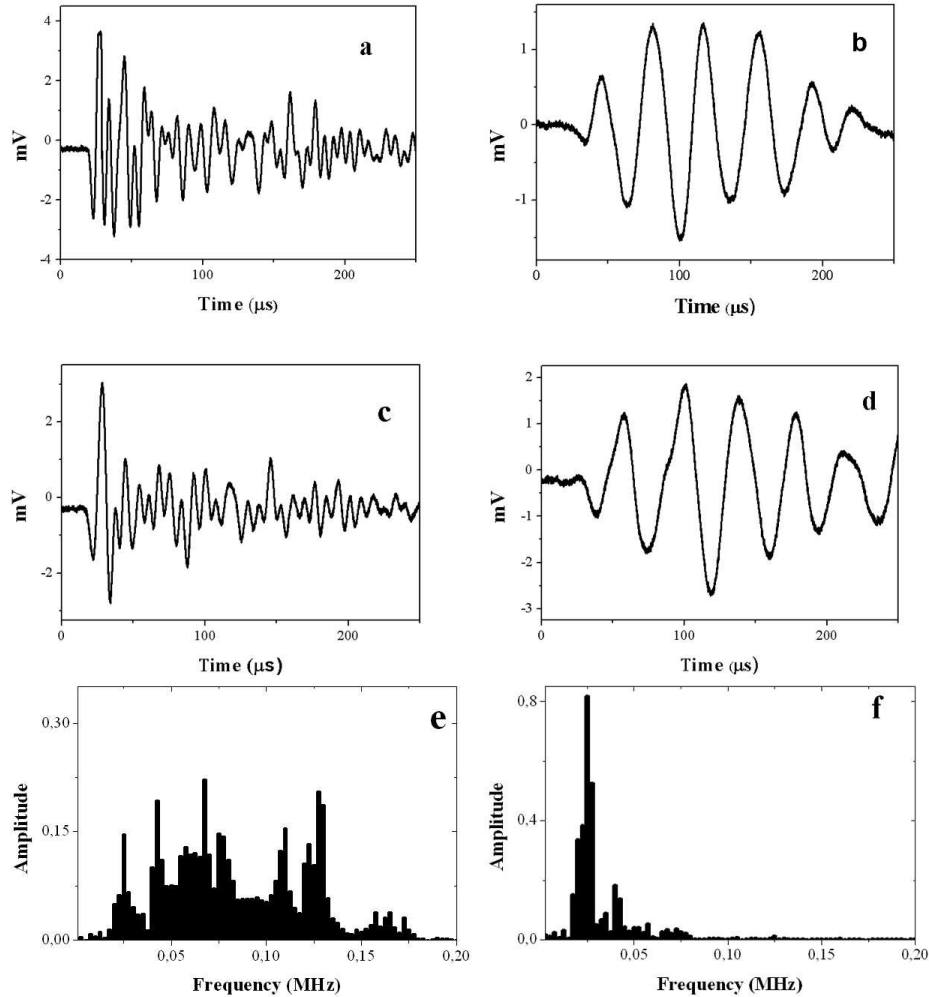 a
4
2
0
-2
-4
mV
0
100
200
Time (μs)
b
1
0
-1
mV
0
100
200
Time (μs)
c
2
0
-2
mV
0
100
200
Time (μs)
d
2
1
0
-1
-2
-3
mV
0
100
200
Time (μs)
e
0,30
0,15
0,00
Amplitude
0,05
0,10
0,15
0,20
Frequency (MHz)
f
0,8
0,4
0,0
Amplitude
0,05
0,10
0,15
0,20
Frequency (MHz)